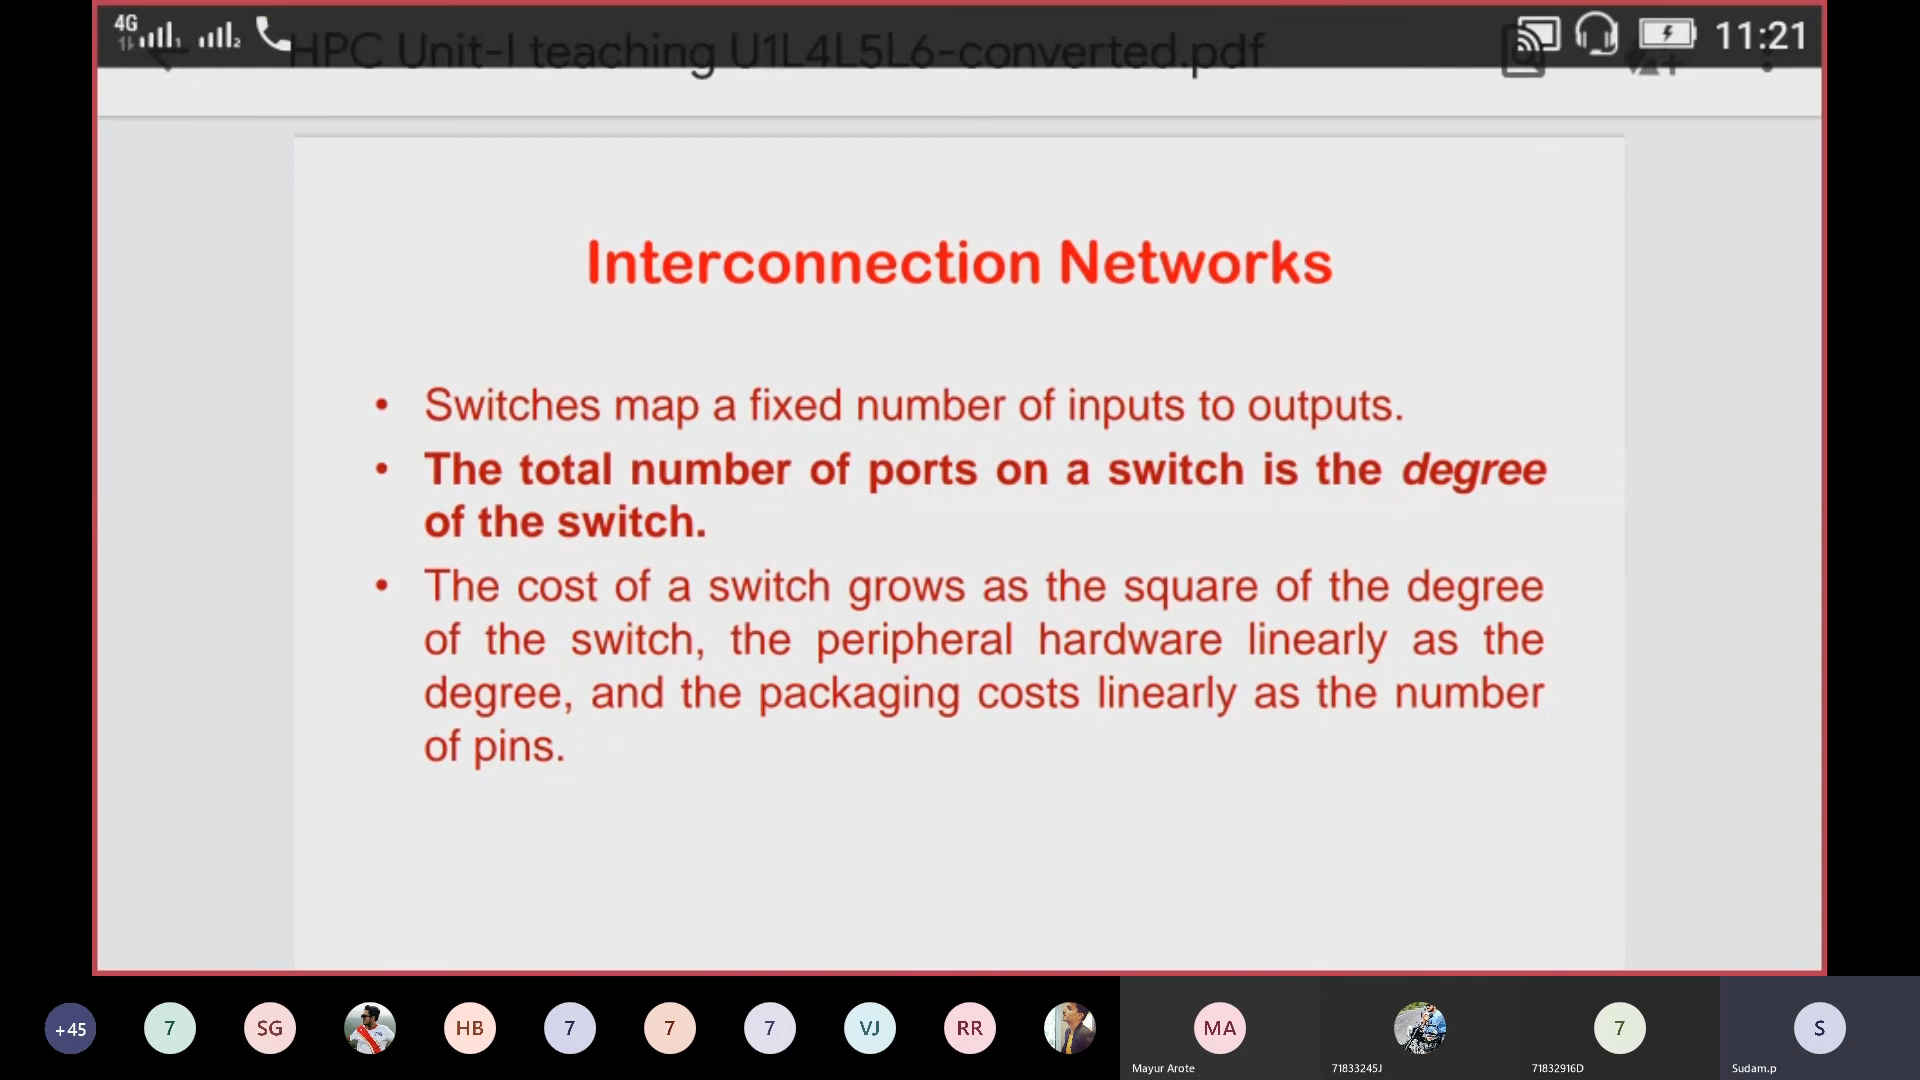 4G 11:21
HPC Unit-I teaching U1L4L5L6-converted.pdf
Interconnection Networks
• Switches map a fixed number of inputs to outputs.
• The total number of ports on a switch is the degree
of the switch.
• The cost of a switch grows as the square of the degree
of the switch, the peripheral hardware linearly as the
degree, and the packaging costs linearly as the number
of pins.
+45 7 SG HB 7 7 7 VJ RR MA 7 S
Mayur Arote 71833245J 71832916D Sudam.p